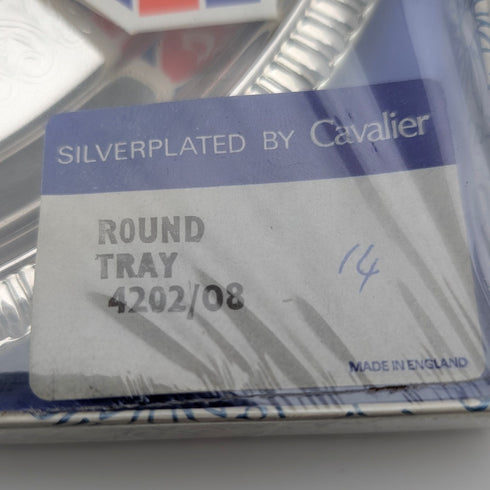 SILVERPLATED BY Cavalier
ROUND
TRAY
4202/08
14
MADE IN ENGLAND